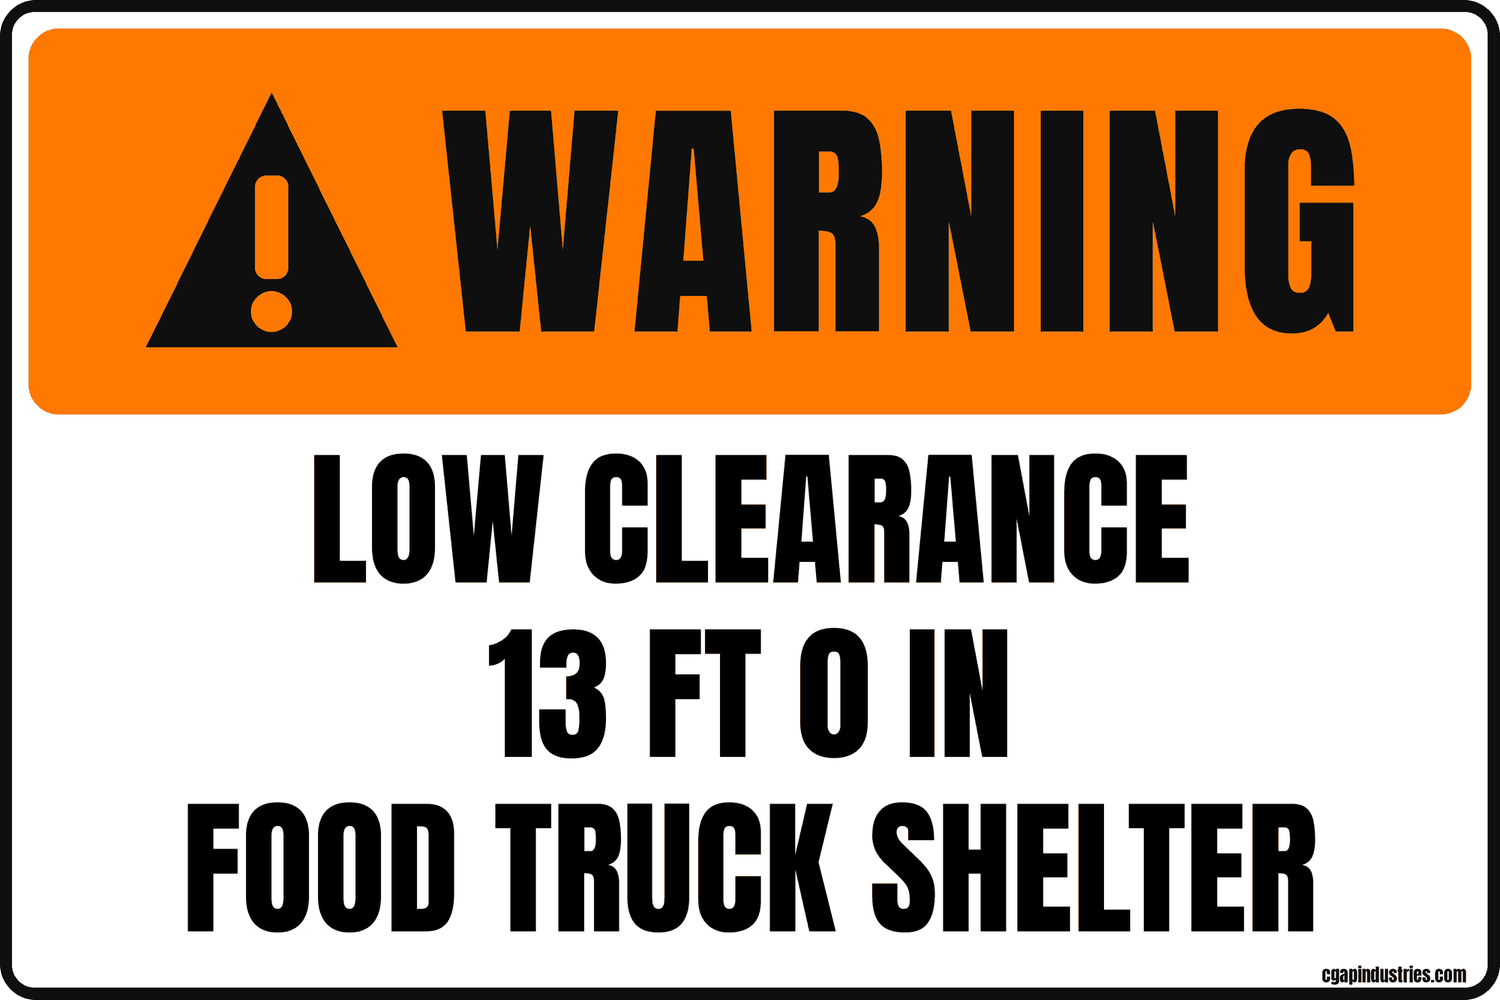 WARNING
LOW CLEARANCE
13 FT 0 IN
FOOD TRUCK SHELTER
cgapindustries.com